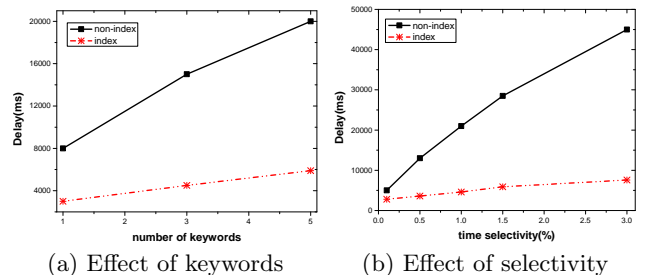 20000
16000
12000
8000
4000
Delay(ms)
non-index
index
1
2
3
4
5
number of keywords
(a) Effect of keywords
50000
40000
30000
20000
10000
0
Delay(ms)
non-index
index
0.0
0.5
1.0
1.5
2.0
2.5
3.0
time selectivity(%)
(b) Effect of selectivity